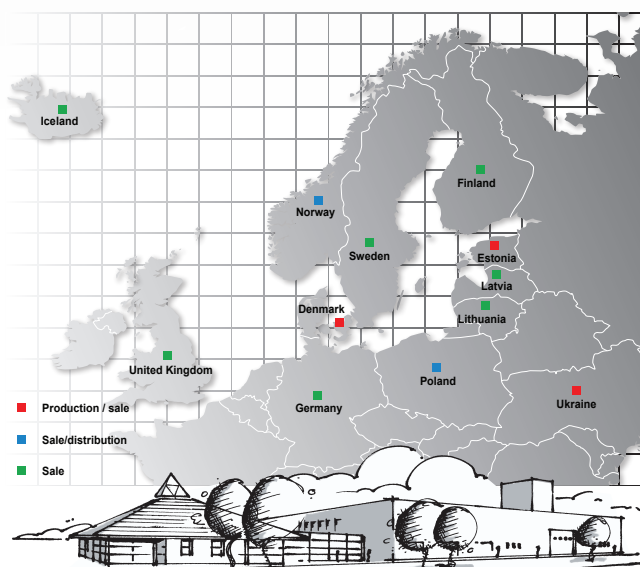 Iceland
Finland
Norway
Sweden
Estonia
Latvia
Denmark
Lithuania
United Kingdom
Poland
Germany
Ukraine
Production / sale
Sale/distribution
Sale